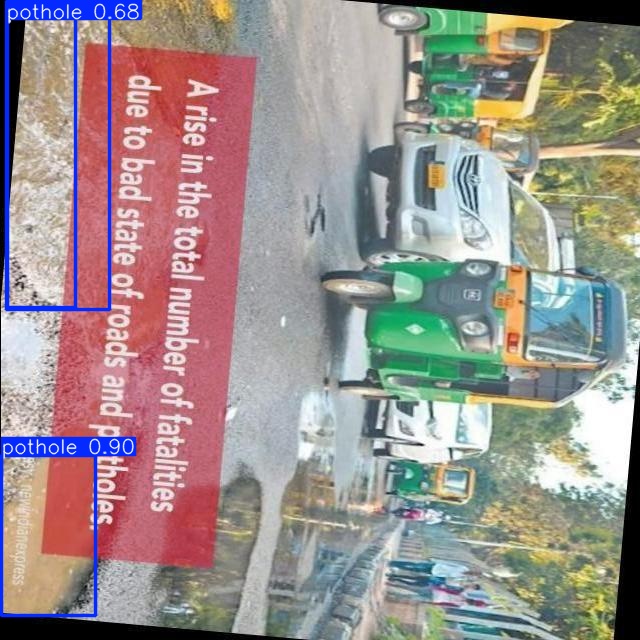 pothole 0.68
A rise in the total number of fatalities
due to bad state of roads and potholes
pothole 0.90